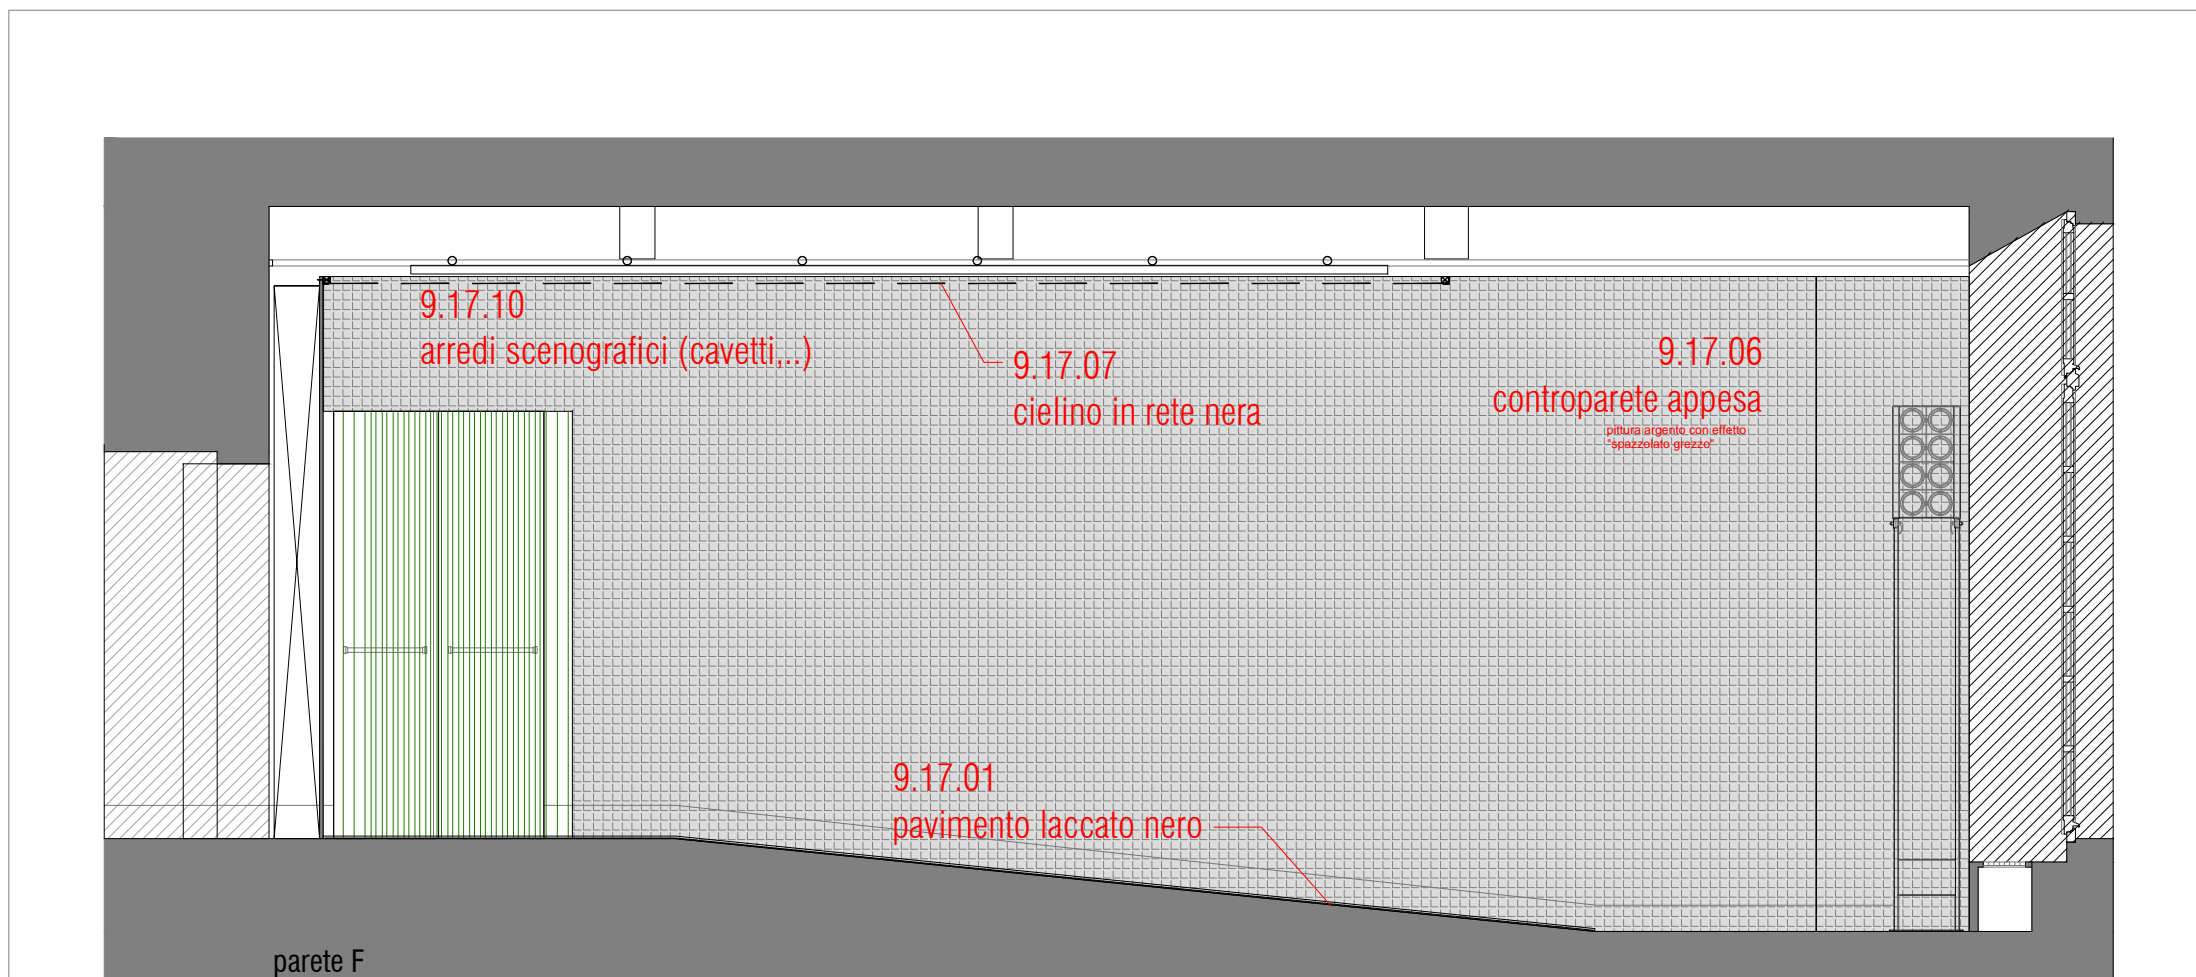 9.17.10
arredi scenografici (cavetti,..)
9.17.07
cielino in rete nera
9.17.06
controparete appesa
pittura argento con effetto
"spazzolato grezzo"
9.17.01
pavimento laccato nero
parete F